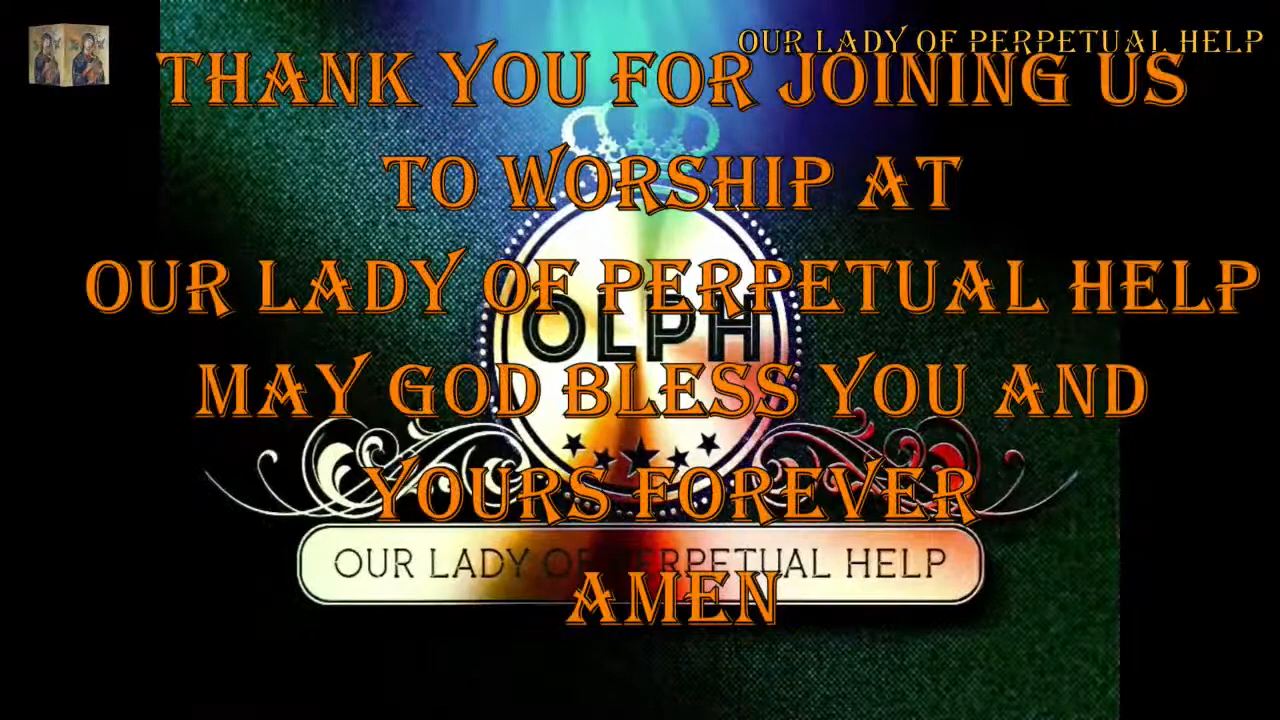 OUR LADY OF PERPETUAL HELP
THANK YOU FOR JOINING US
TO WORSHIP AT
OUR LADY OF PERPETUAL HELP
OLPH
MAY GOD BLESS YOU AND
YOURS FOREVER
OUR LADY OF PERPETUAL HELP
AMEN